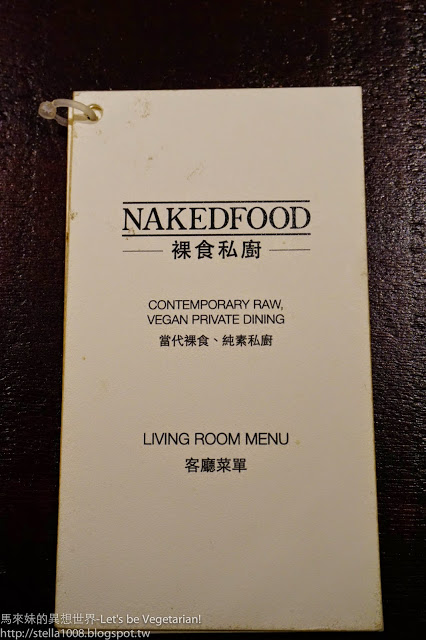 NAKEDFOOD
裸食私廚
CONTEMPORARY RAW,
VEGAN PRIVATE DINING
當代裸食、純素私廚
LIVING ROOM MENU
客廳菜單
馬來妹的異想世界-Let's be Vegetarian!
http://stella1008.blogspot.tw